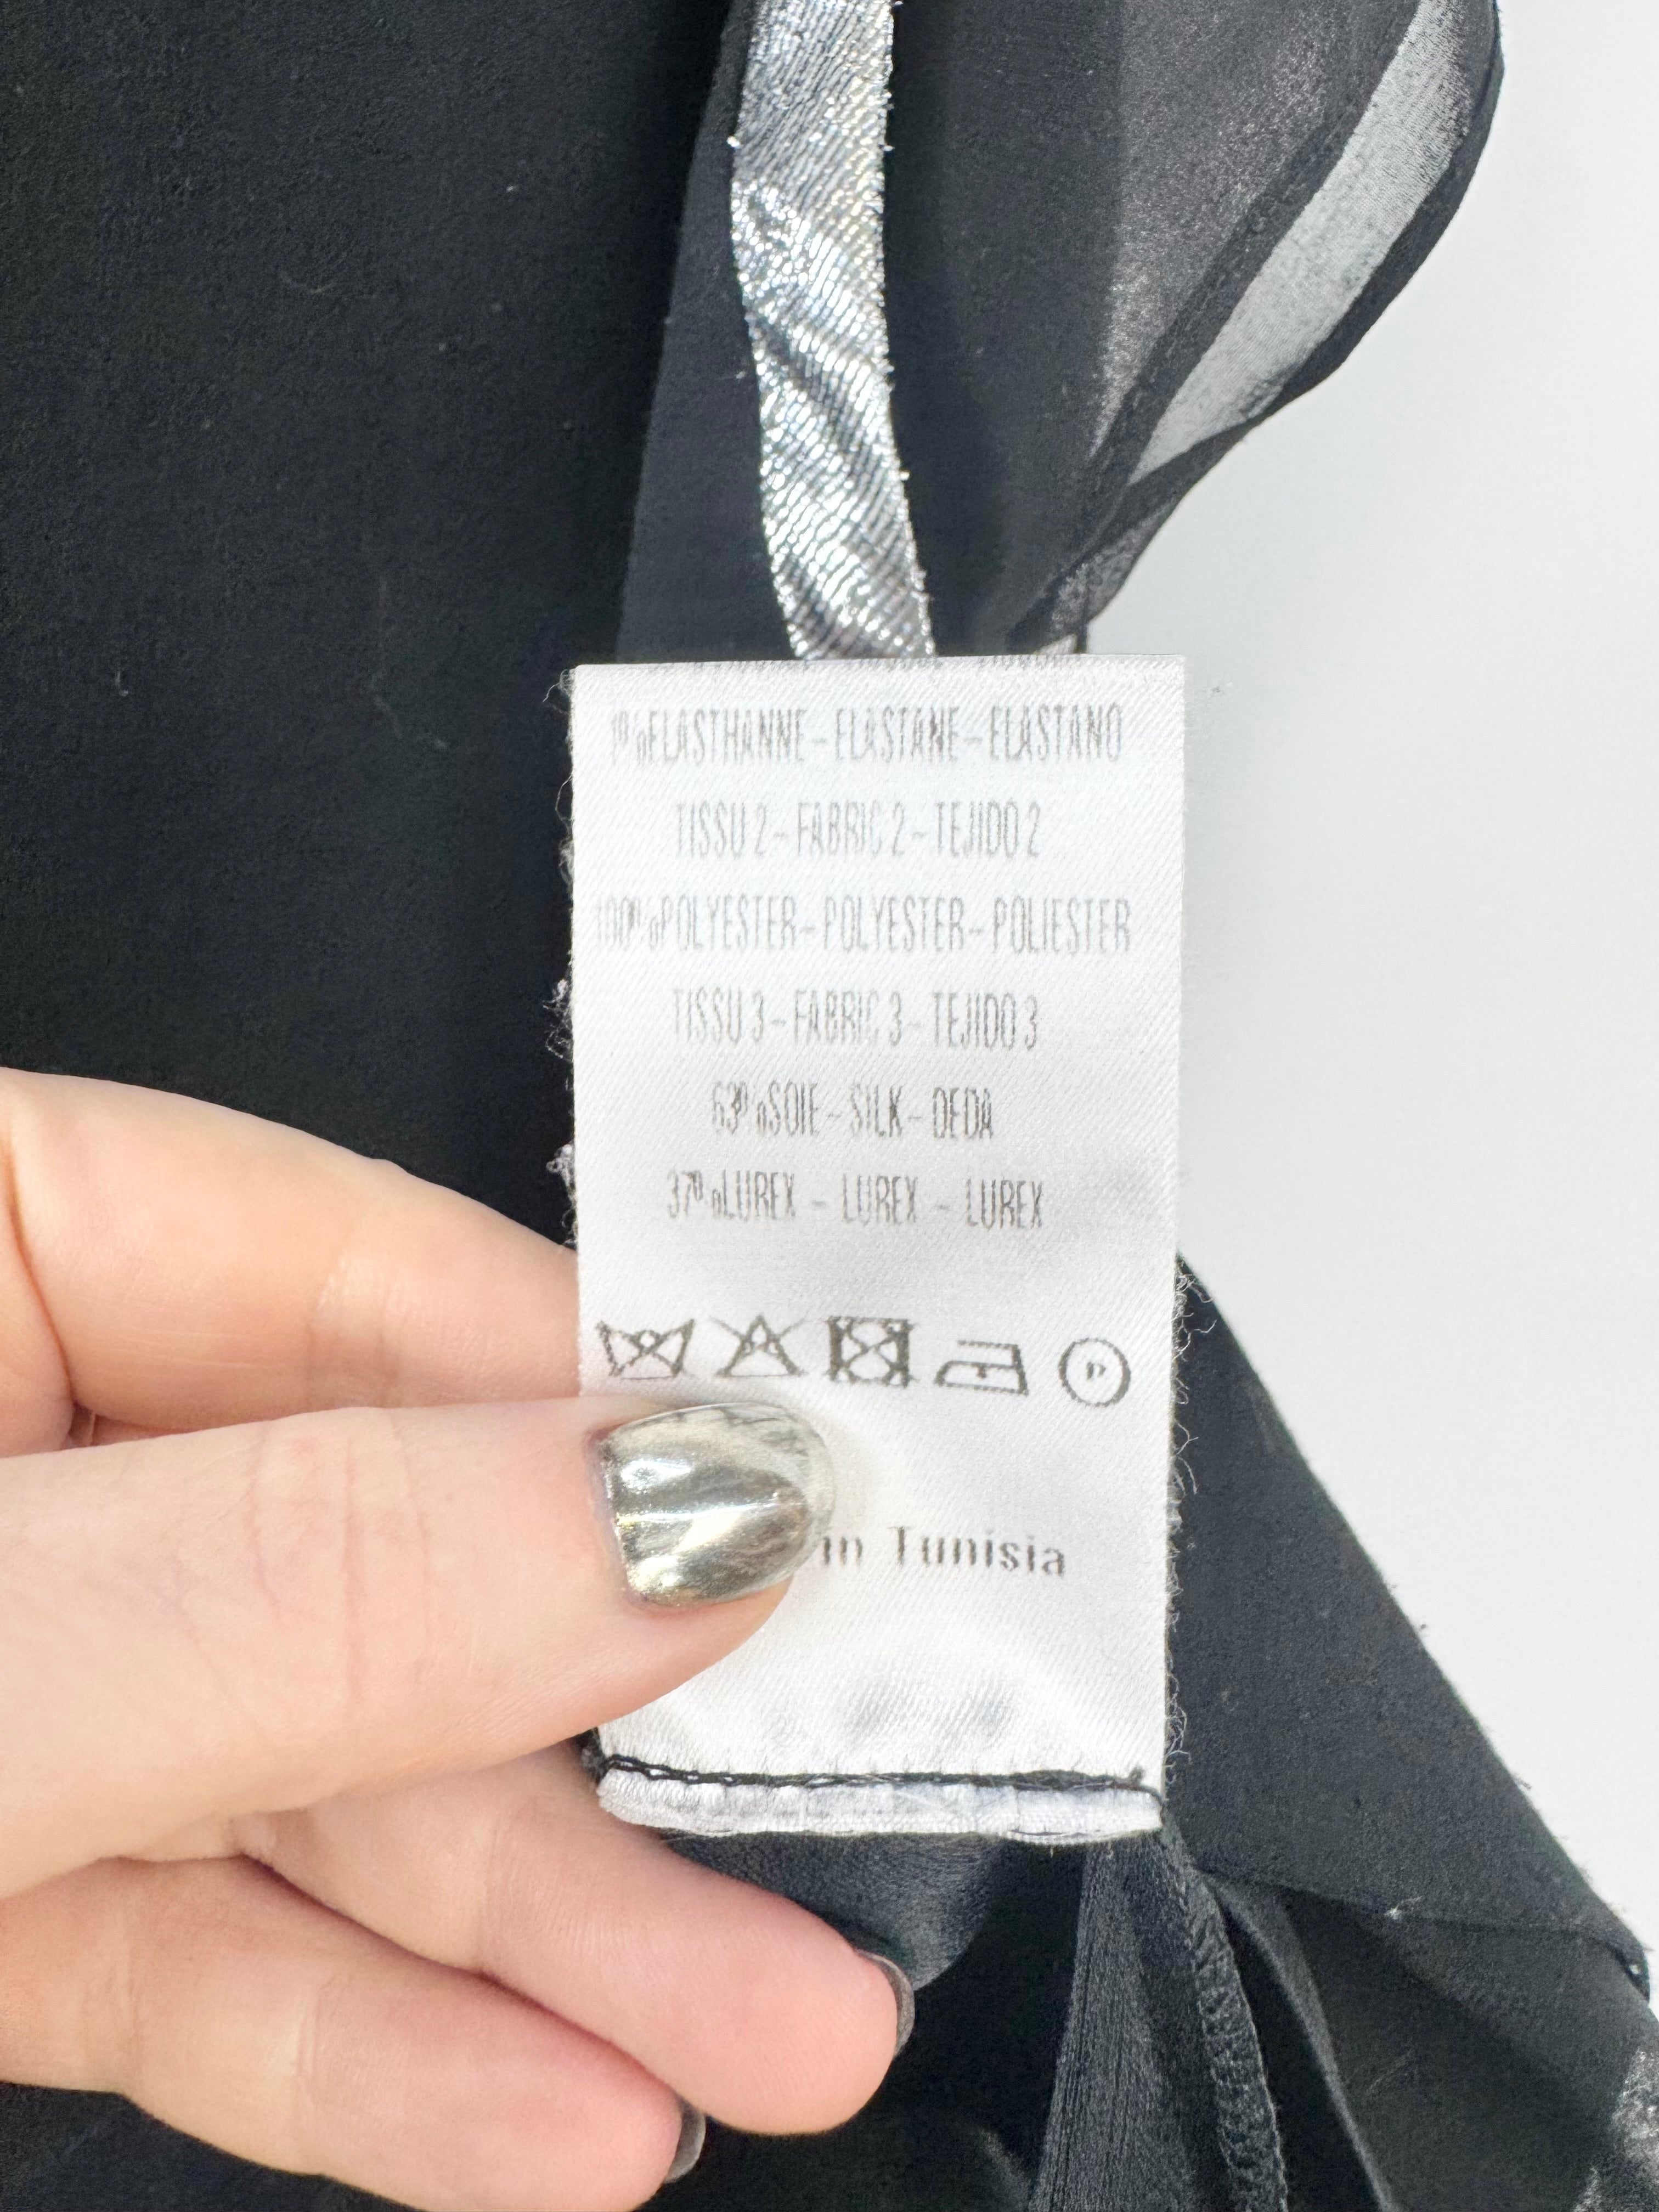 1%ELASTHANNE-ELASTANE-ELASTANO
TISSU 2-FABRIC 2-TEJIDO 2
100%POLYESTER-POLYESTER-POLIESTER
TISSU 3-FABRIC 3-TEJIDO 3
63%SOIE-SILK-DEDA
37%LUREX - LUREX - LUREX
P
in Tunisia